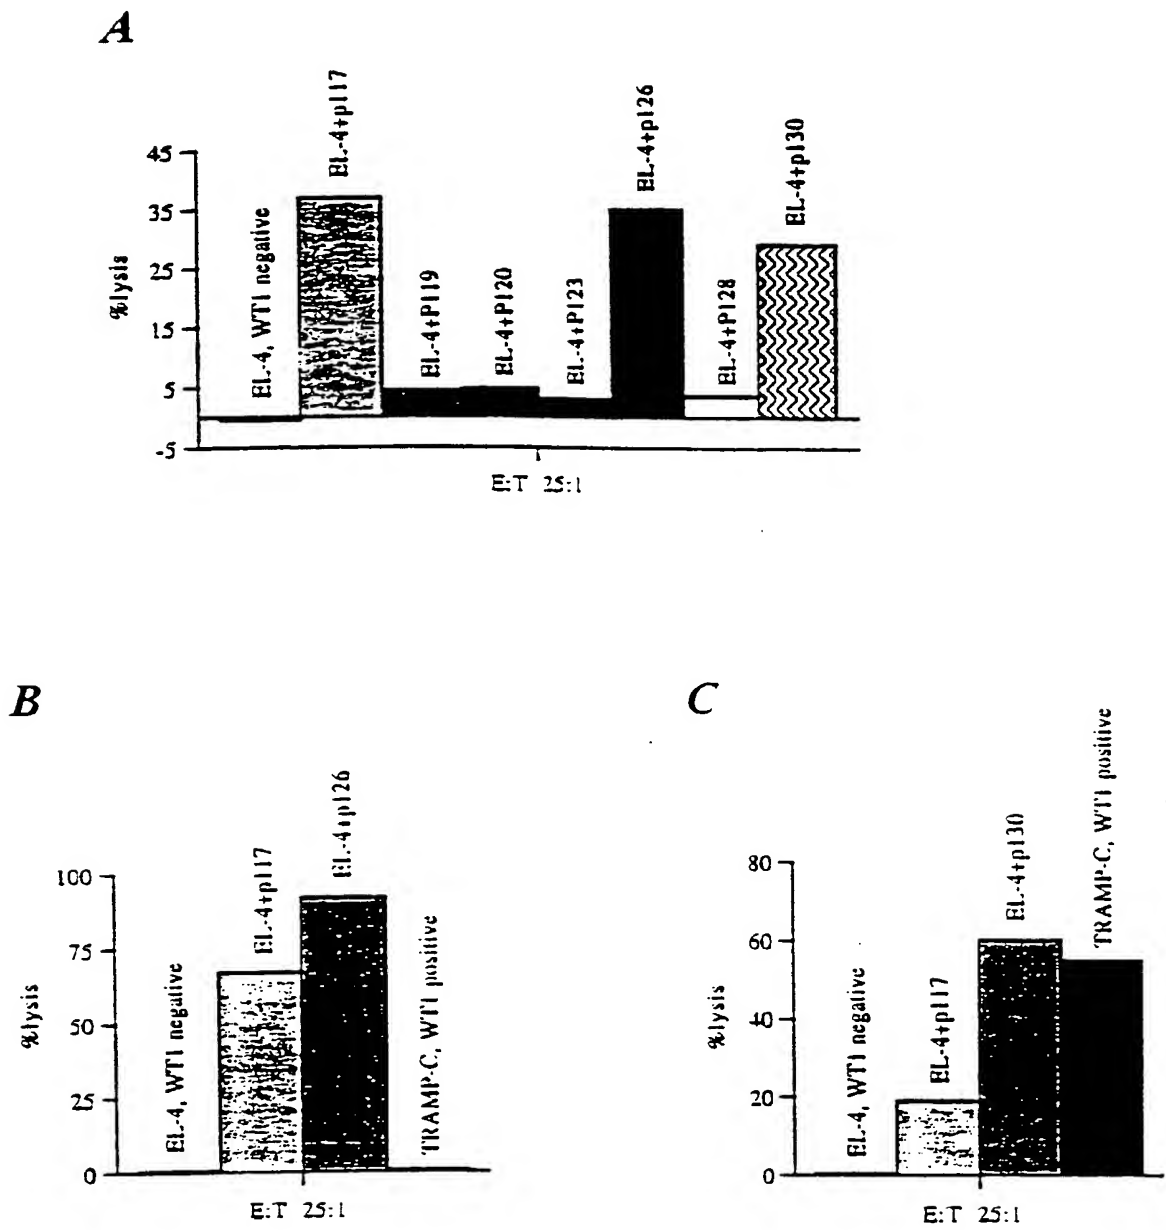 A
%lysis
45
35
25
15
5
-5
EL-4, WT1 negative
EL-4+p117
EL-4+P119
EL-4+P120
EL-4+P123
EL-4+p126
EL-4+P128
EL-4+p130
E:T 25:1
B
%lysis
100
75
50
25
0
EL-4, WT1 negative
EL-4+p117
EL-4+p126
TRAMP-C, WT1 positive
E:T 25:1
C
%lysis
80
60
40
20
0
EL-4, WT1 negative
EL-4+p117
EL-4+p130
TRAMP-C, WT1 positive
E:T 25:1